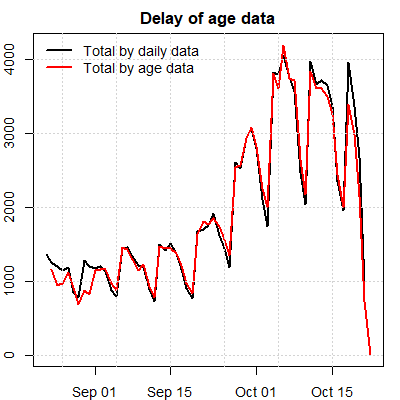 Delay of age data
Total by daily data
Total by age data
4000
3000
2000
1000
0
Sep 01 Sep 15 Oct 01 Oct 15